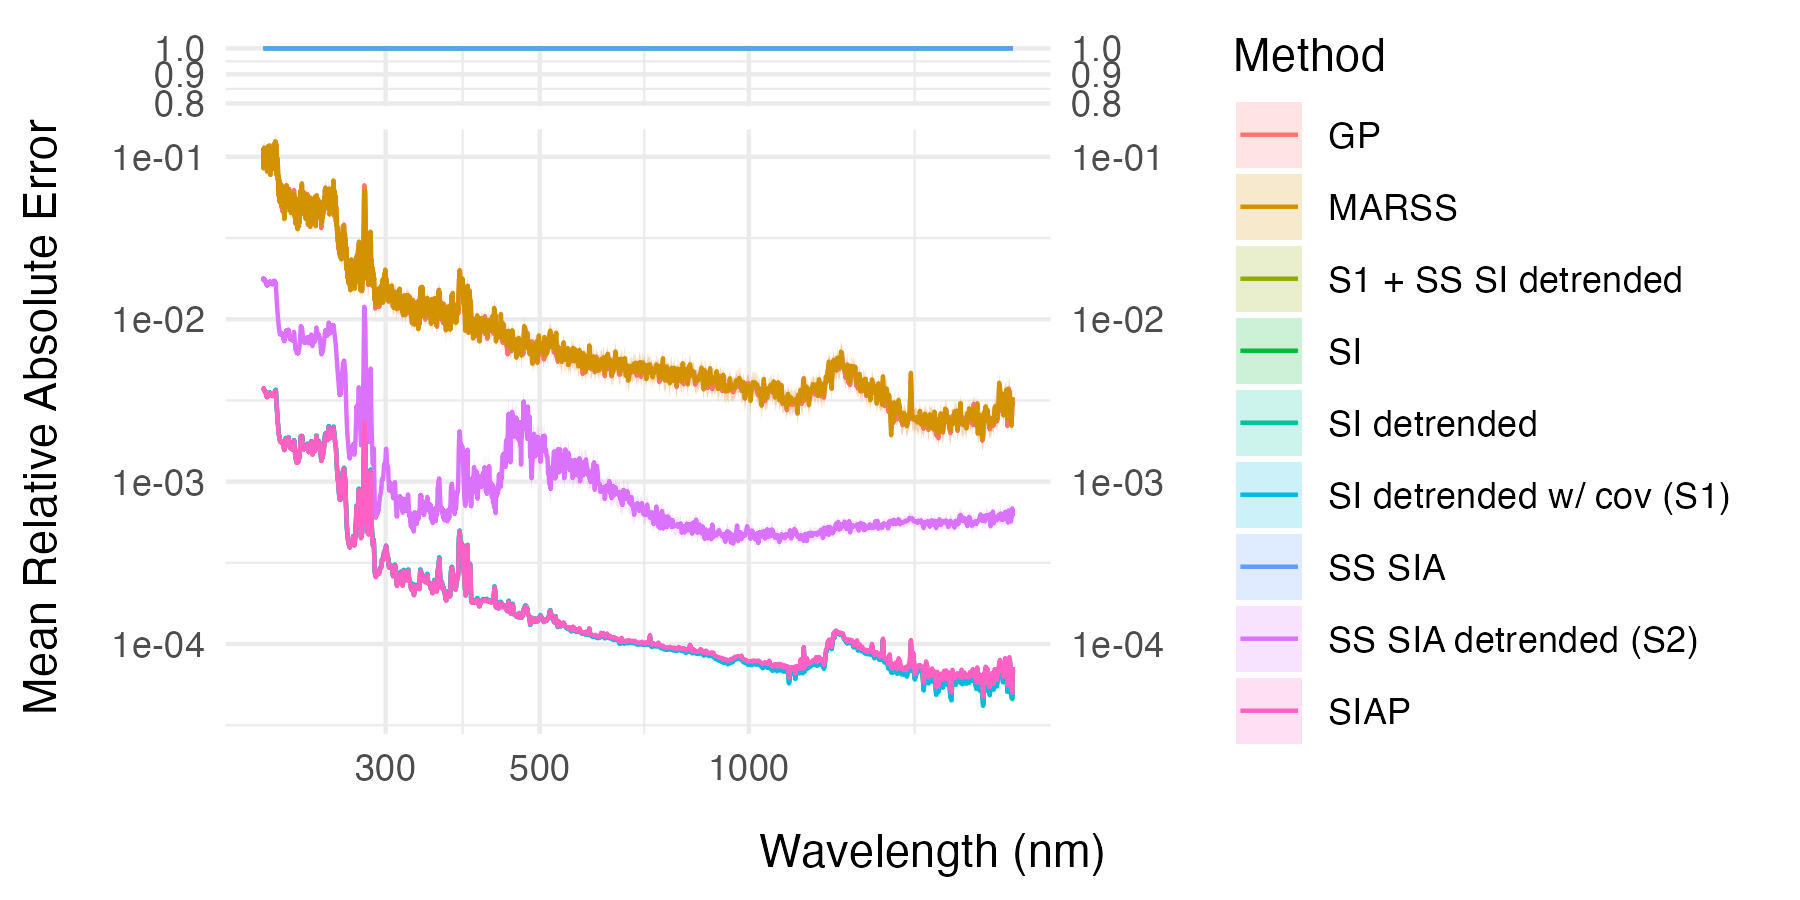 Mean Relative Absolute Error
1.0
0.9
0.8
1e-01
1e-02
1e-03
1e-04
1.0
0.9
0.8
1e-01
1e-02
1e-03
1e-04
300 500 1000
Wavelength (nm)
Method
GP
MARSS
S1 + SS SI detrended
SI
SI detrended
SI detrended w/ cov (S1)
SS SIA
SS SIA detrended (S2)
SIAP